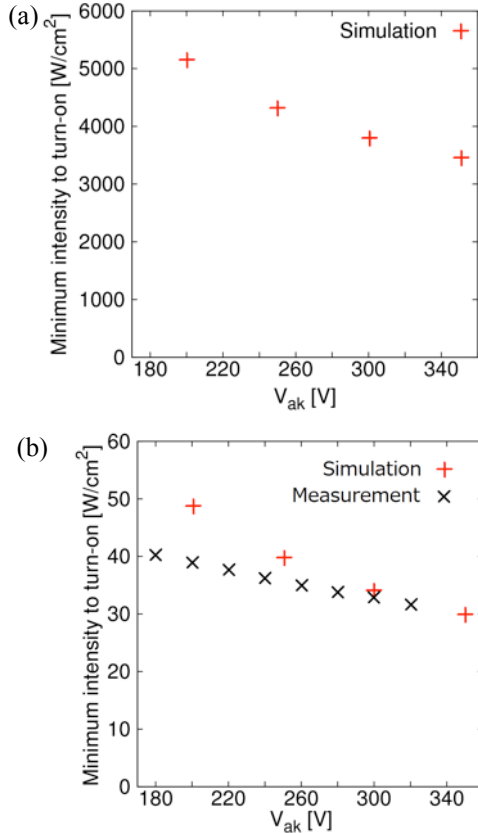 (a)
Minimum intensity to turn-on [W/cm²]
6000
5000
4000
3000
2000
1000
0
Simulation
180 220 260 300 340
V_ak [V]
(b)
Minimum intensity to turn-on [W/cm²]
60
50
40
30
20
10
0
Simulation
Measurement
180 220 260 300 340
V_ak [V]